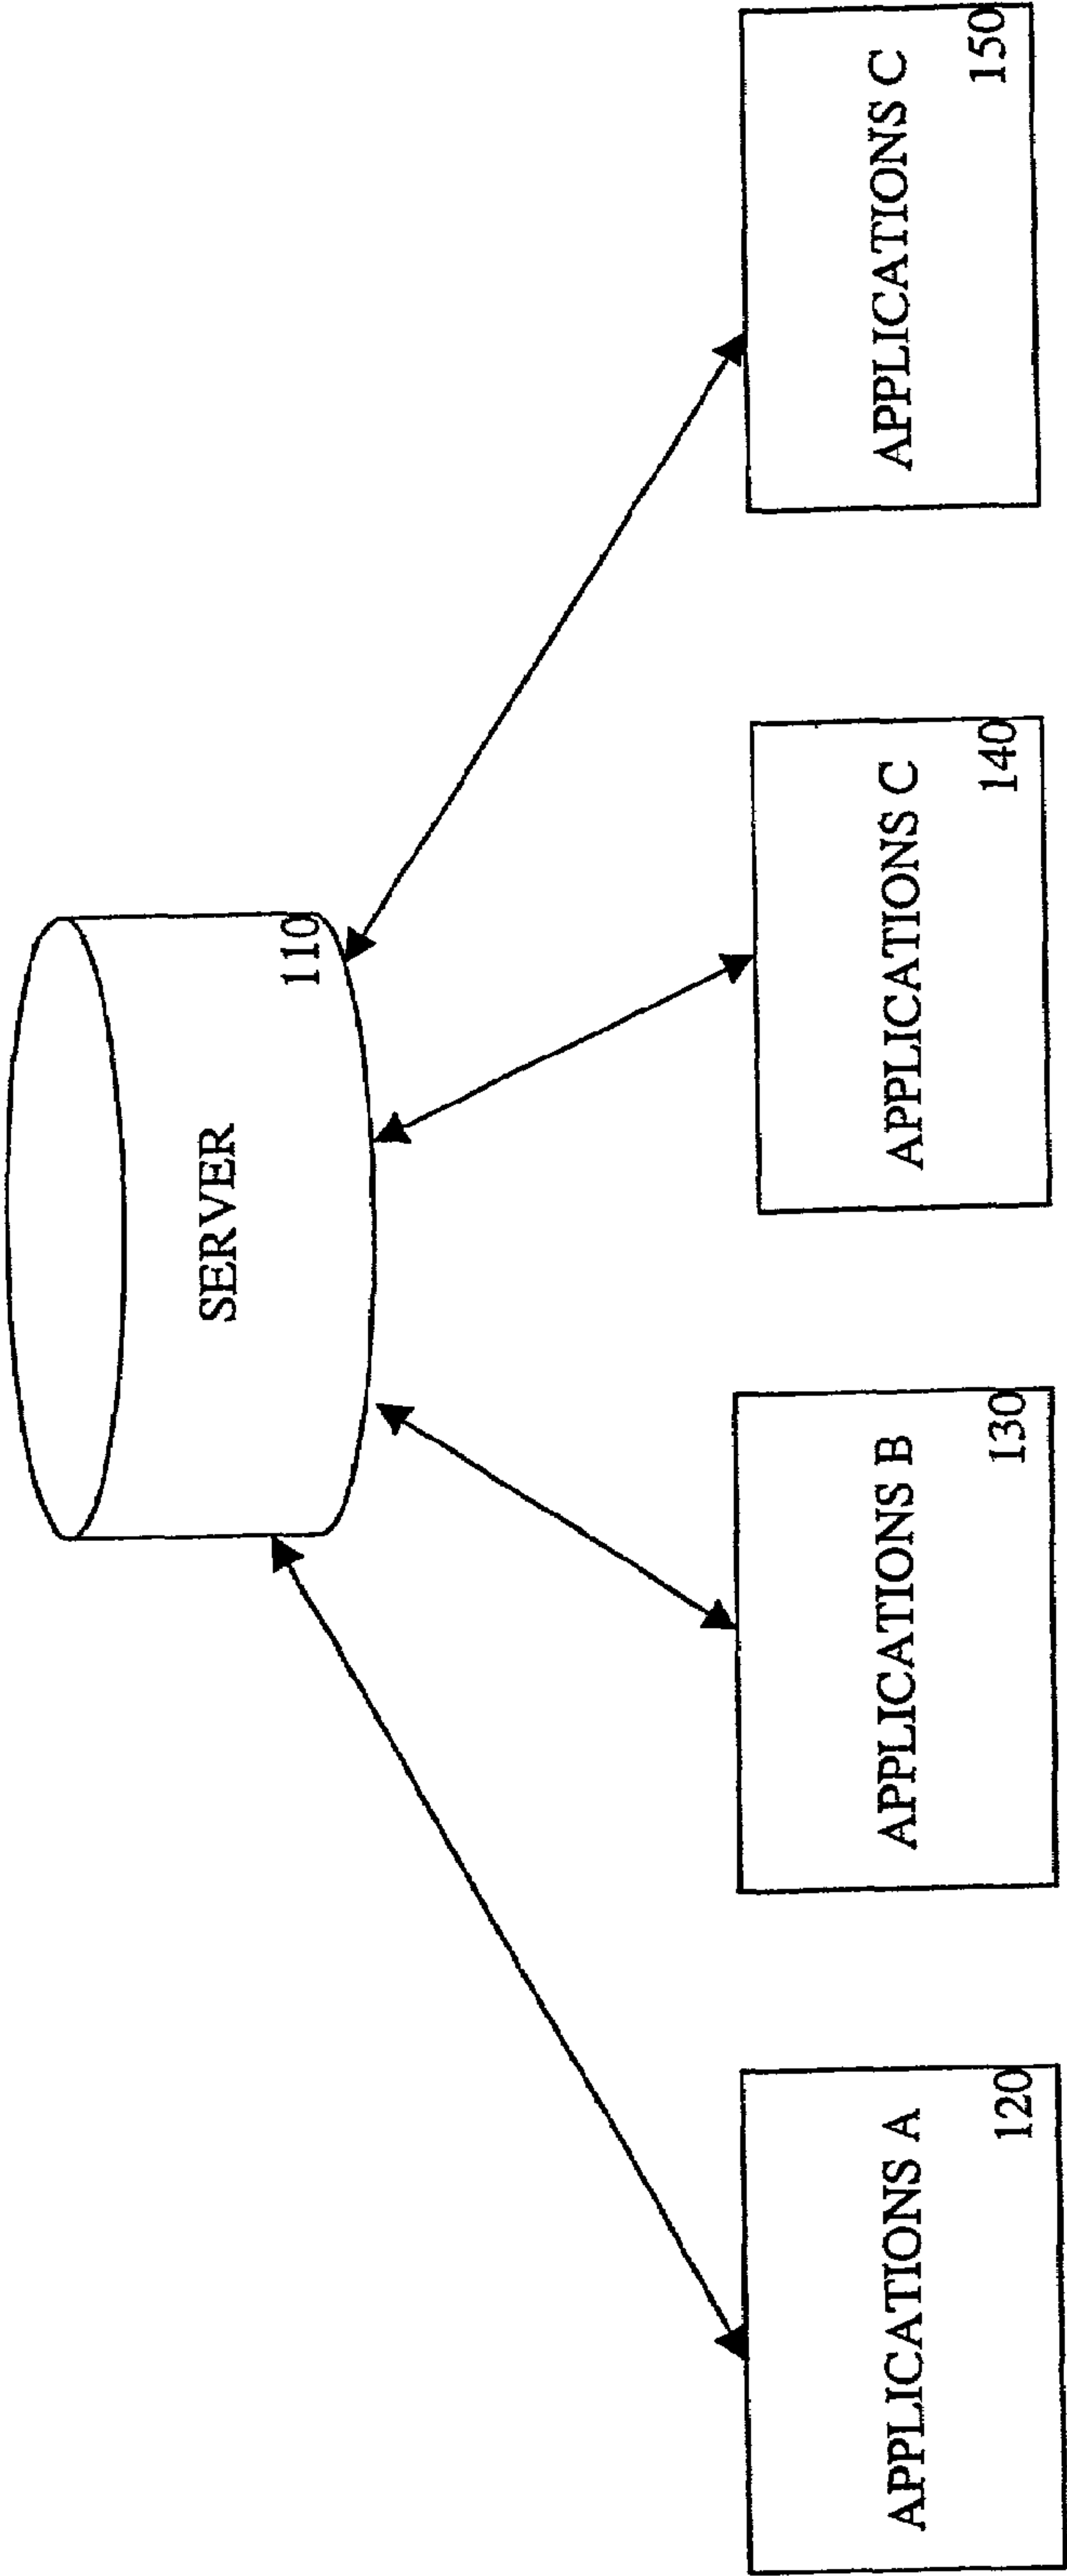 SERVER
110
APPLICATIONS A
120
APPLICATIONS B
130
APPLICATIONS C
140
APPLICATIONS C
150